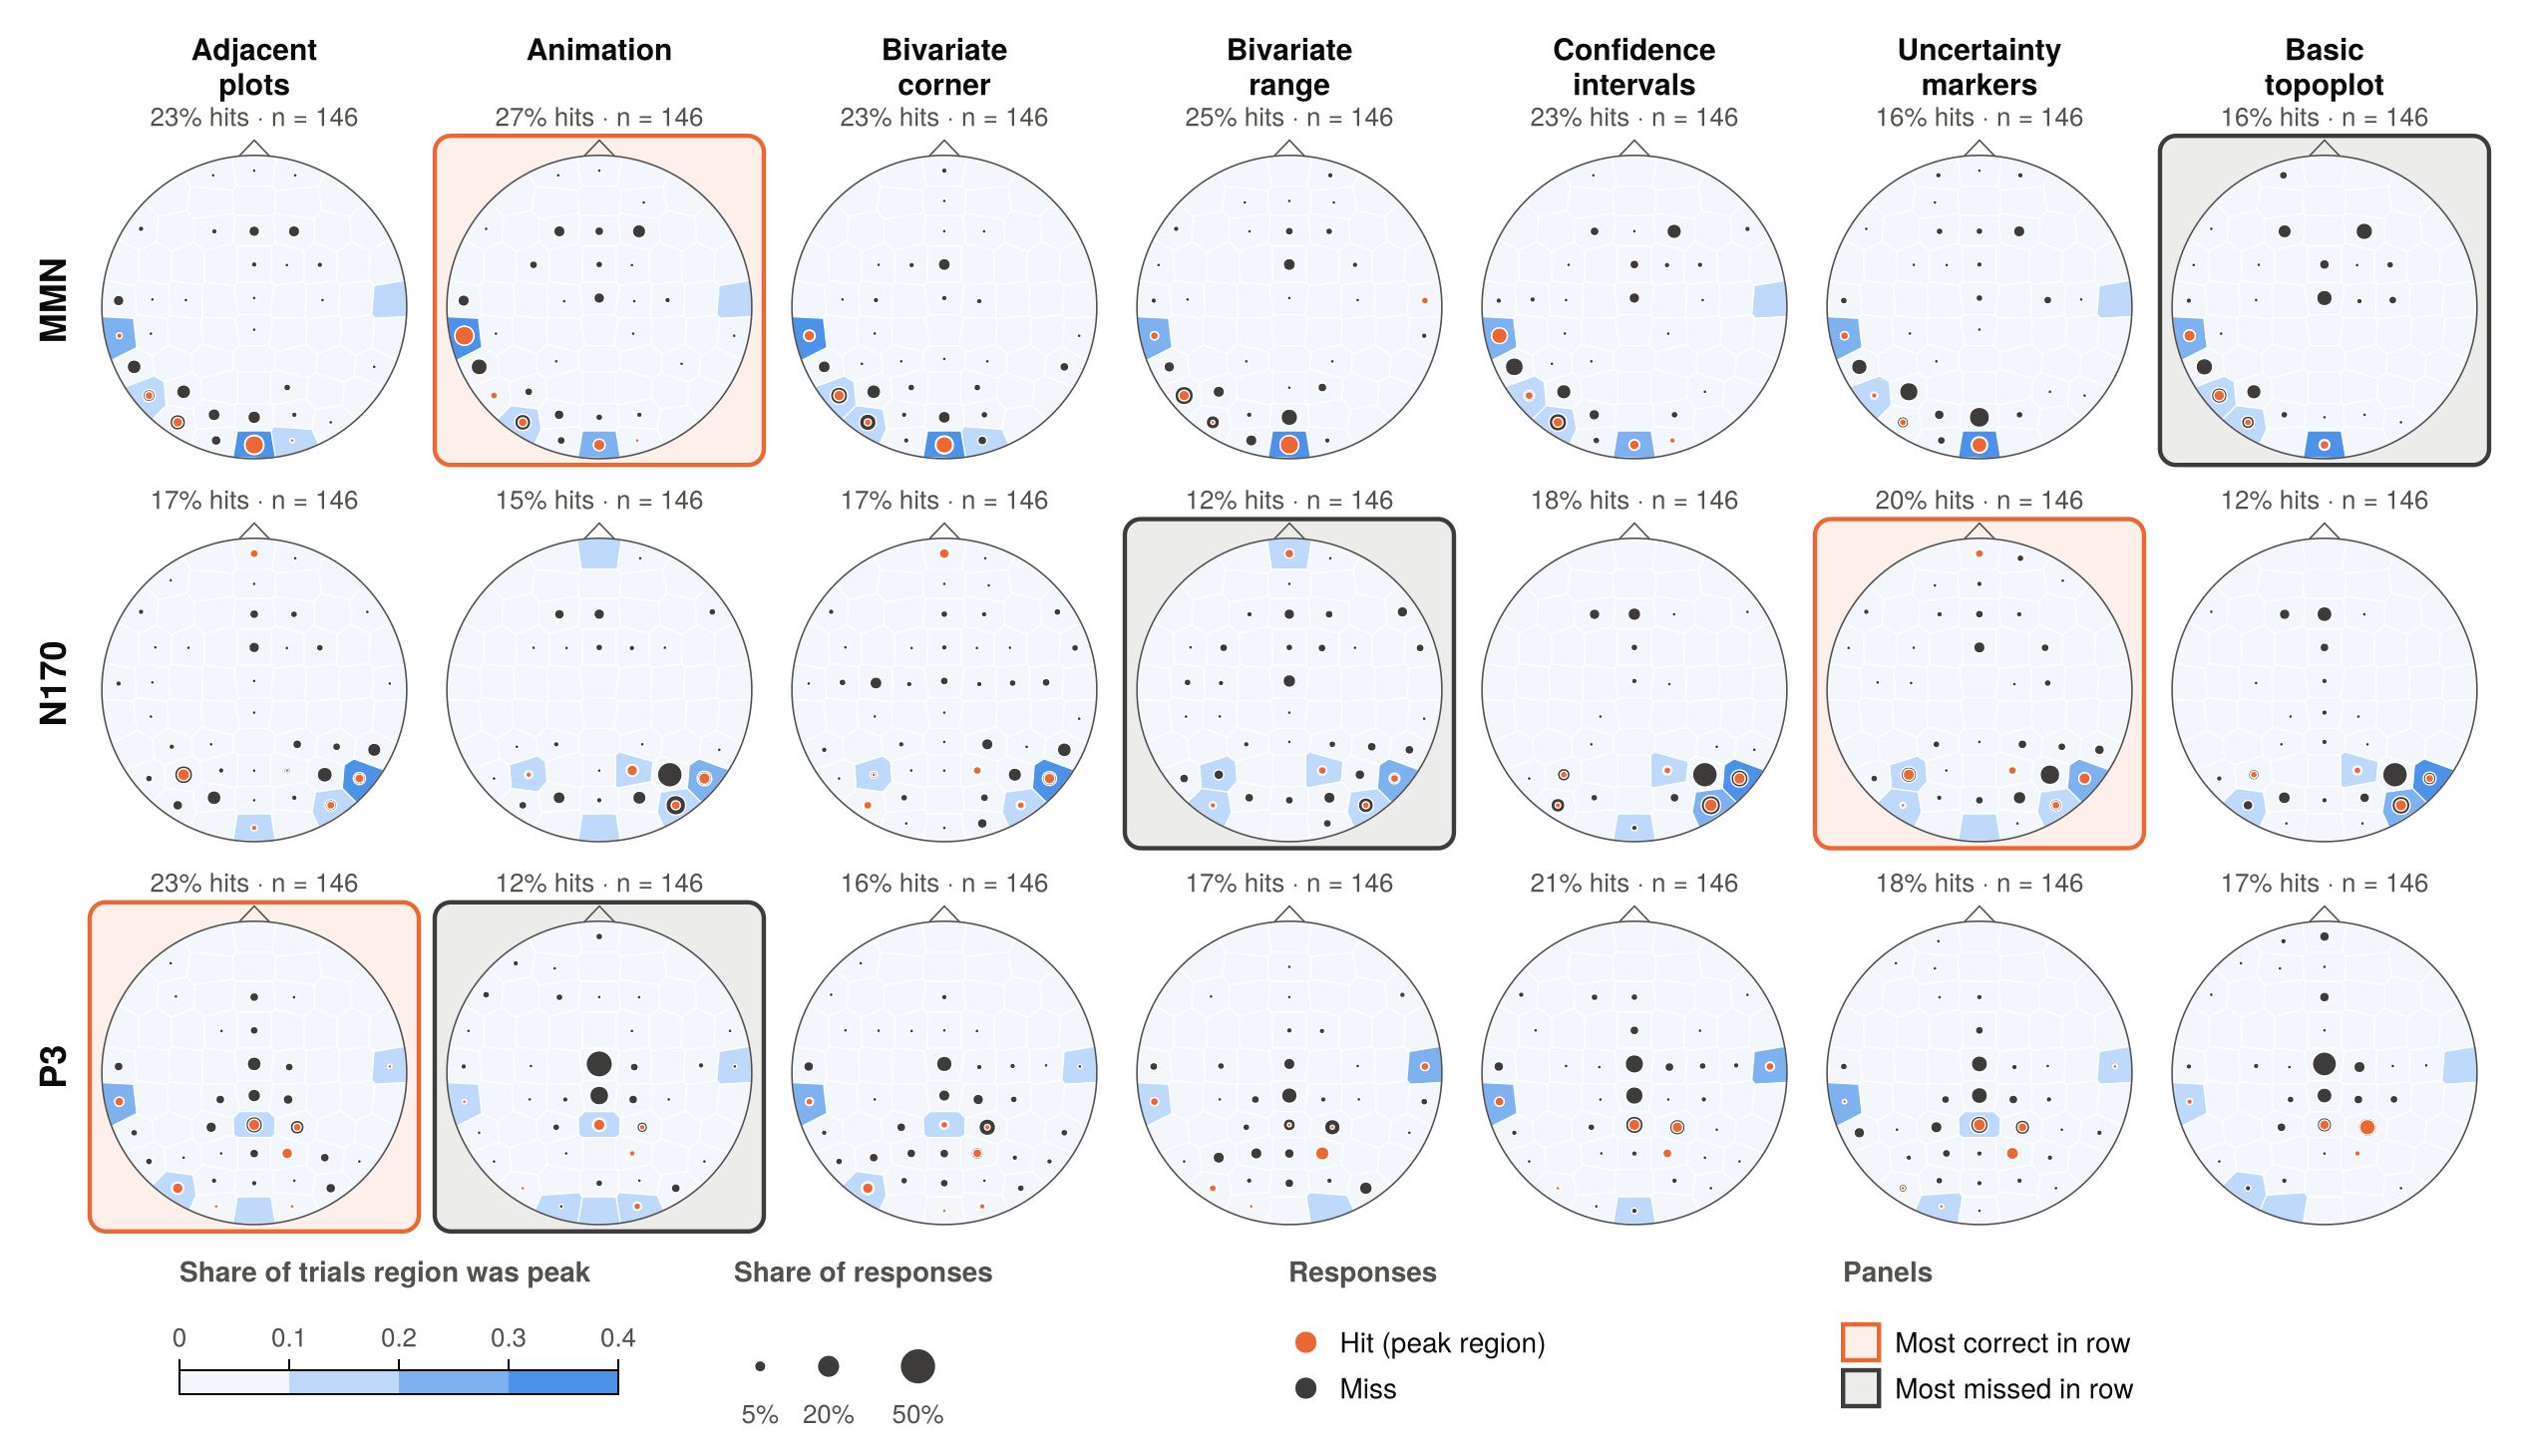 Adjacent plots
Animation
Bivariate corner
Bivariate range
Confidence intervals
Uncertainty markers
Basic topoplot
23% hits · n = 146
27% hits · n = 146
23% hits · n = 146
25% hits · n = 146
23% hits · n = 146
16% hits · n = 146
16% hits · n = 146
MMN
17% hits · n = 146
15% hits · n = 146
17% hits · n = 146
12% hits · n = 146
18% hits · n = 146
20% hits · n = 146
12% hits · n = 146
N170
23% hits · n = 146
12% hits · n = 146
16% hits · n = 146
17% hits · n = 146
21% hits · n = 146
18% hits · n = 146
17% hits · n = 146
P3
Share of trials region was peak
0 0.1 0.2 0.3 0.4
Share of responses
5% 20% 50%
Responses
Hit (peak region)
Miss
Panels
Most correct in row
Most missed in row